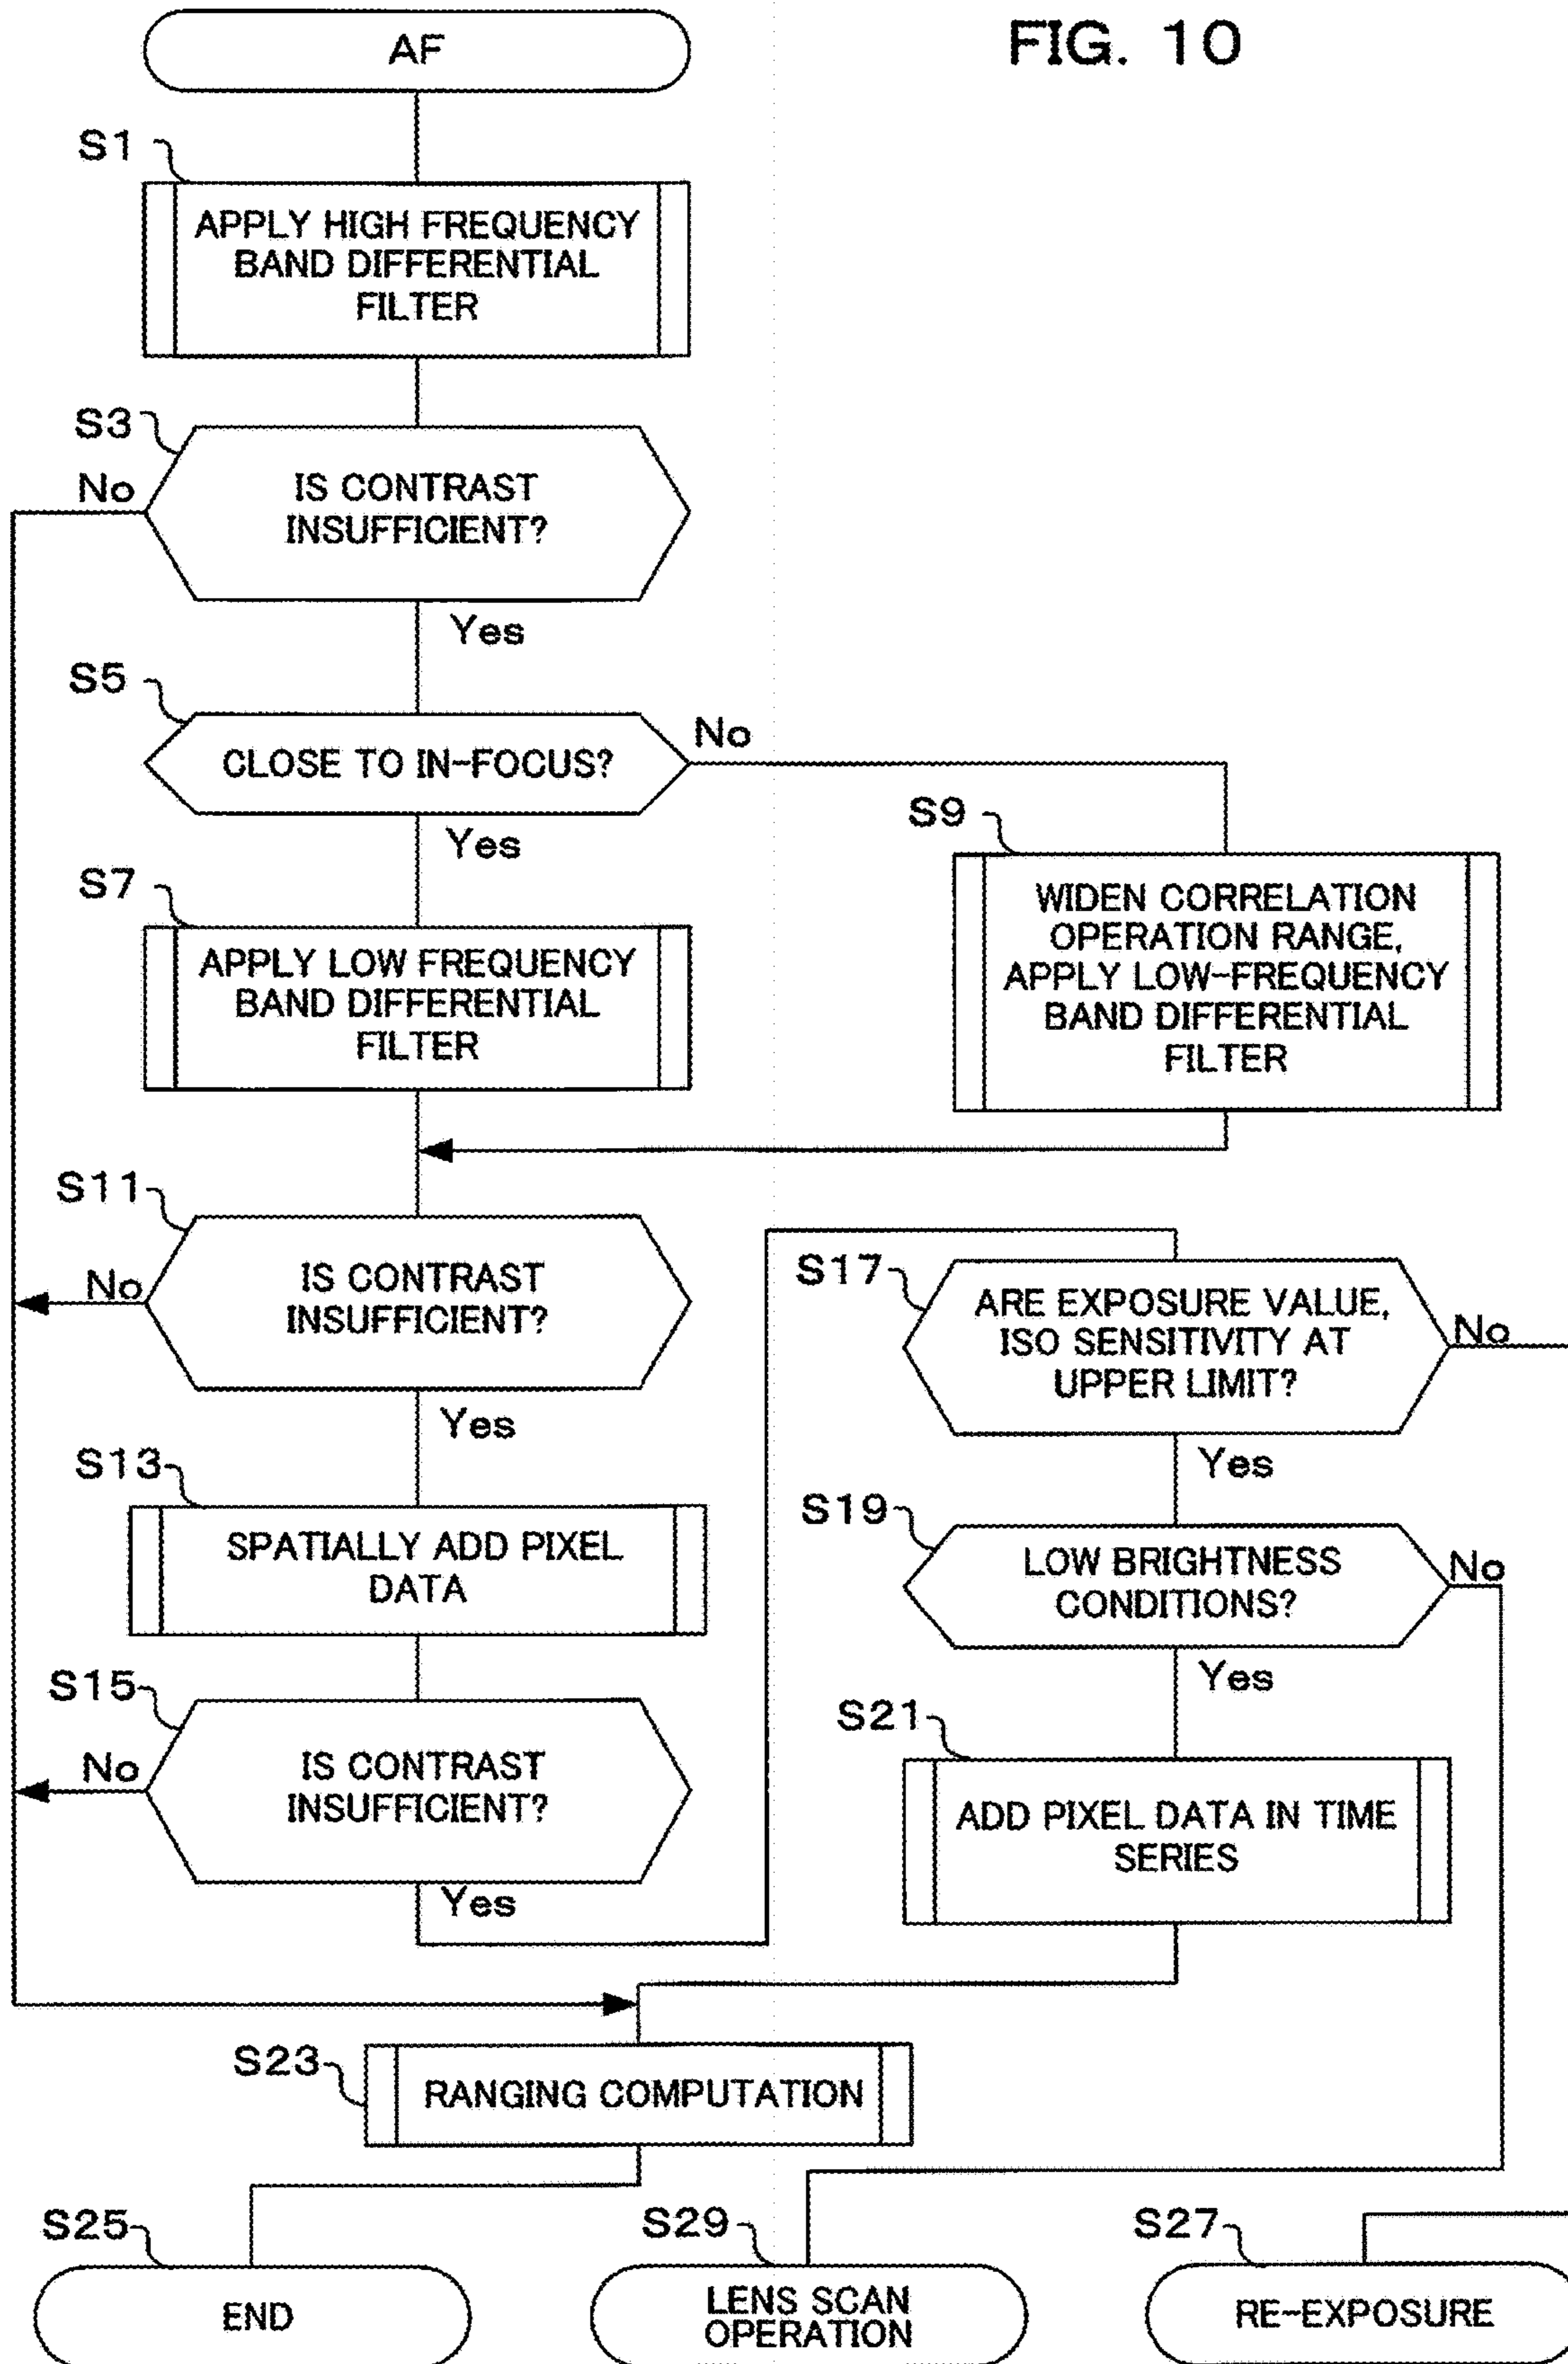 FIG. 10
AF
S1
APPLY HIGH FREQUENCY
BAND DIFFERENTIAL
FILTER
S3
No
IS CONTRAST
INSUFFICIENT?
Yes
S5
CLOSE TO IN-FOCUS?
No
Yes
S7
APPLY LOW FREQUENCY
BAND DIFFERENTIAL
FILTER
S9
WIDEN CORRELATION
OPERATION RANGE,
APPLY LOW-FREQUENCY
BAND DIFFERENTIAL
FILTER
S11
No
IS CONTRAST
INSUFFICIENT?
Yes
S13
SPATIALLY ADD PIXEL
DATA
S15
No
IS CONTRAST
INSUFFICIENT?
Yes
S17
ARE EXPOSURE VALUE,
ISO SENSITIVITY AT
UPPER LIMIT?
No
Yes
S19
LOW BRIGHTNESS
CONDITIONS?
No
Yes
S21
ADD PIXEL DATA IN TIME
SERIES
S23
RANGING COMPUTATION
S25
END
S29
LENS SCAN
OPERATION
S27
RE-EXPOSURE